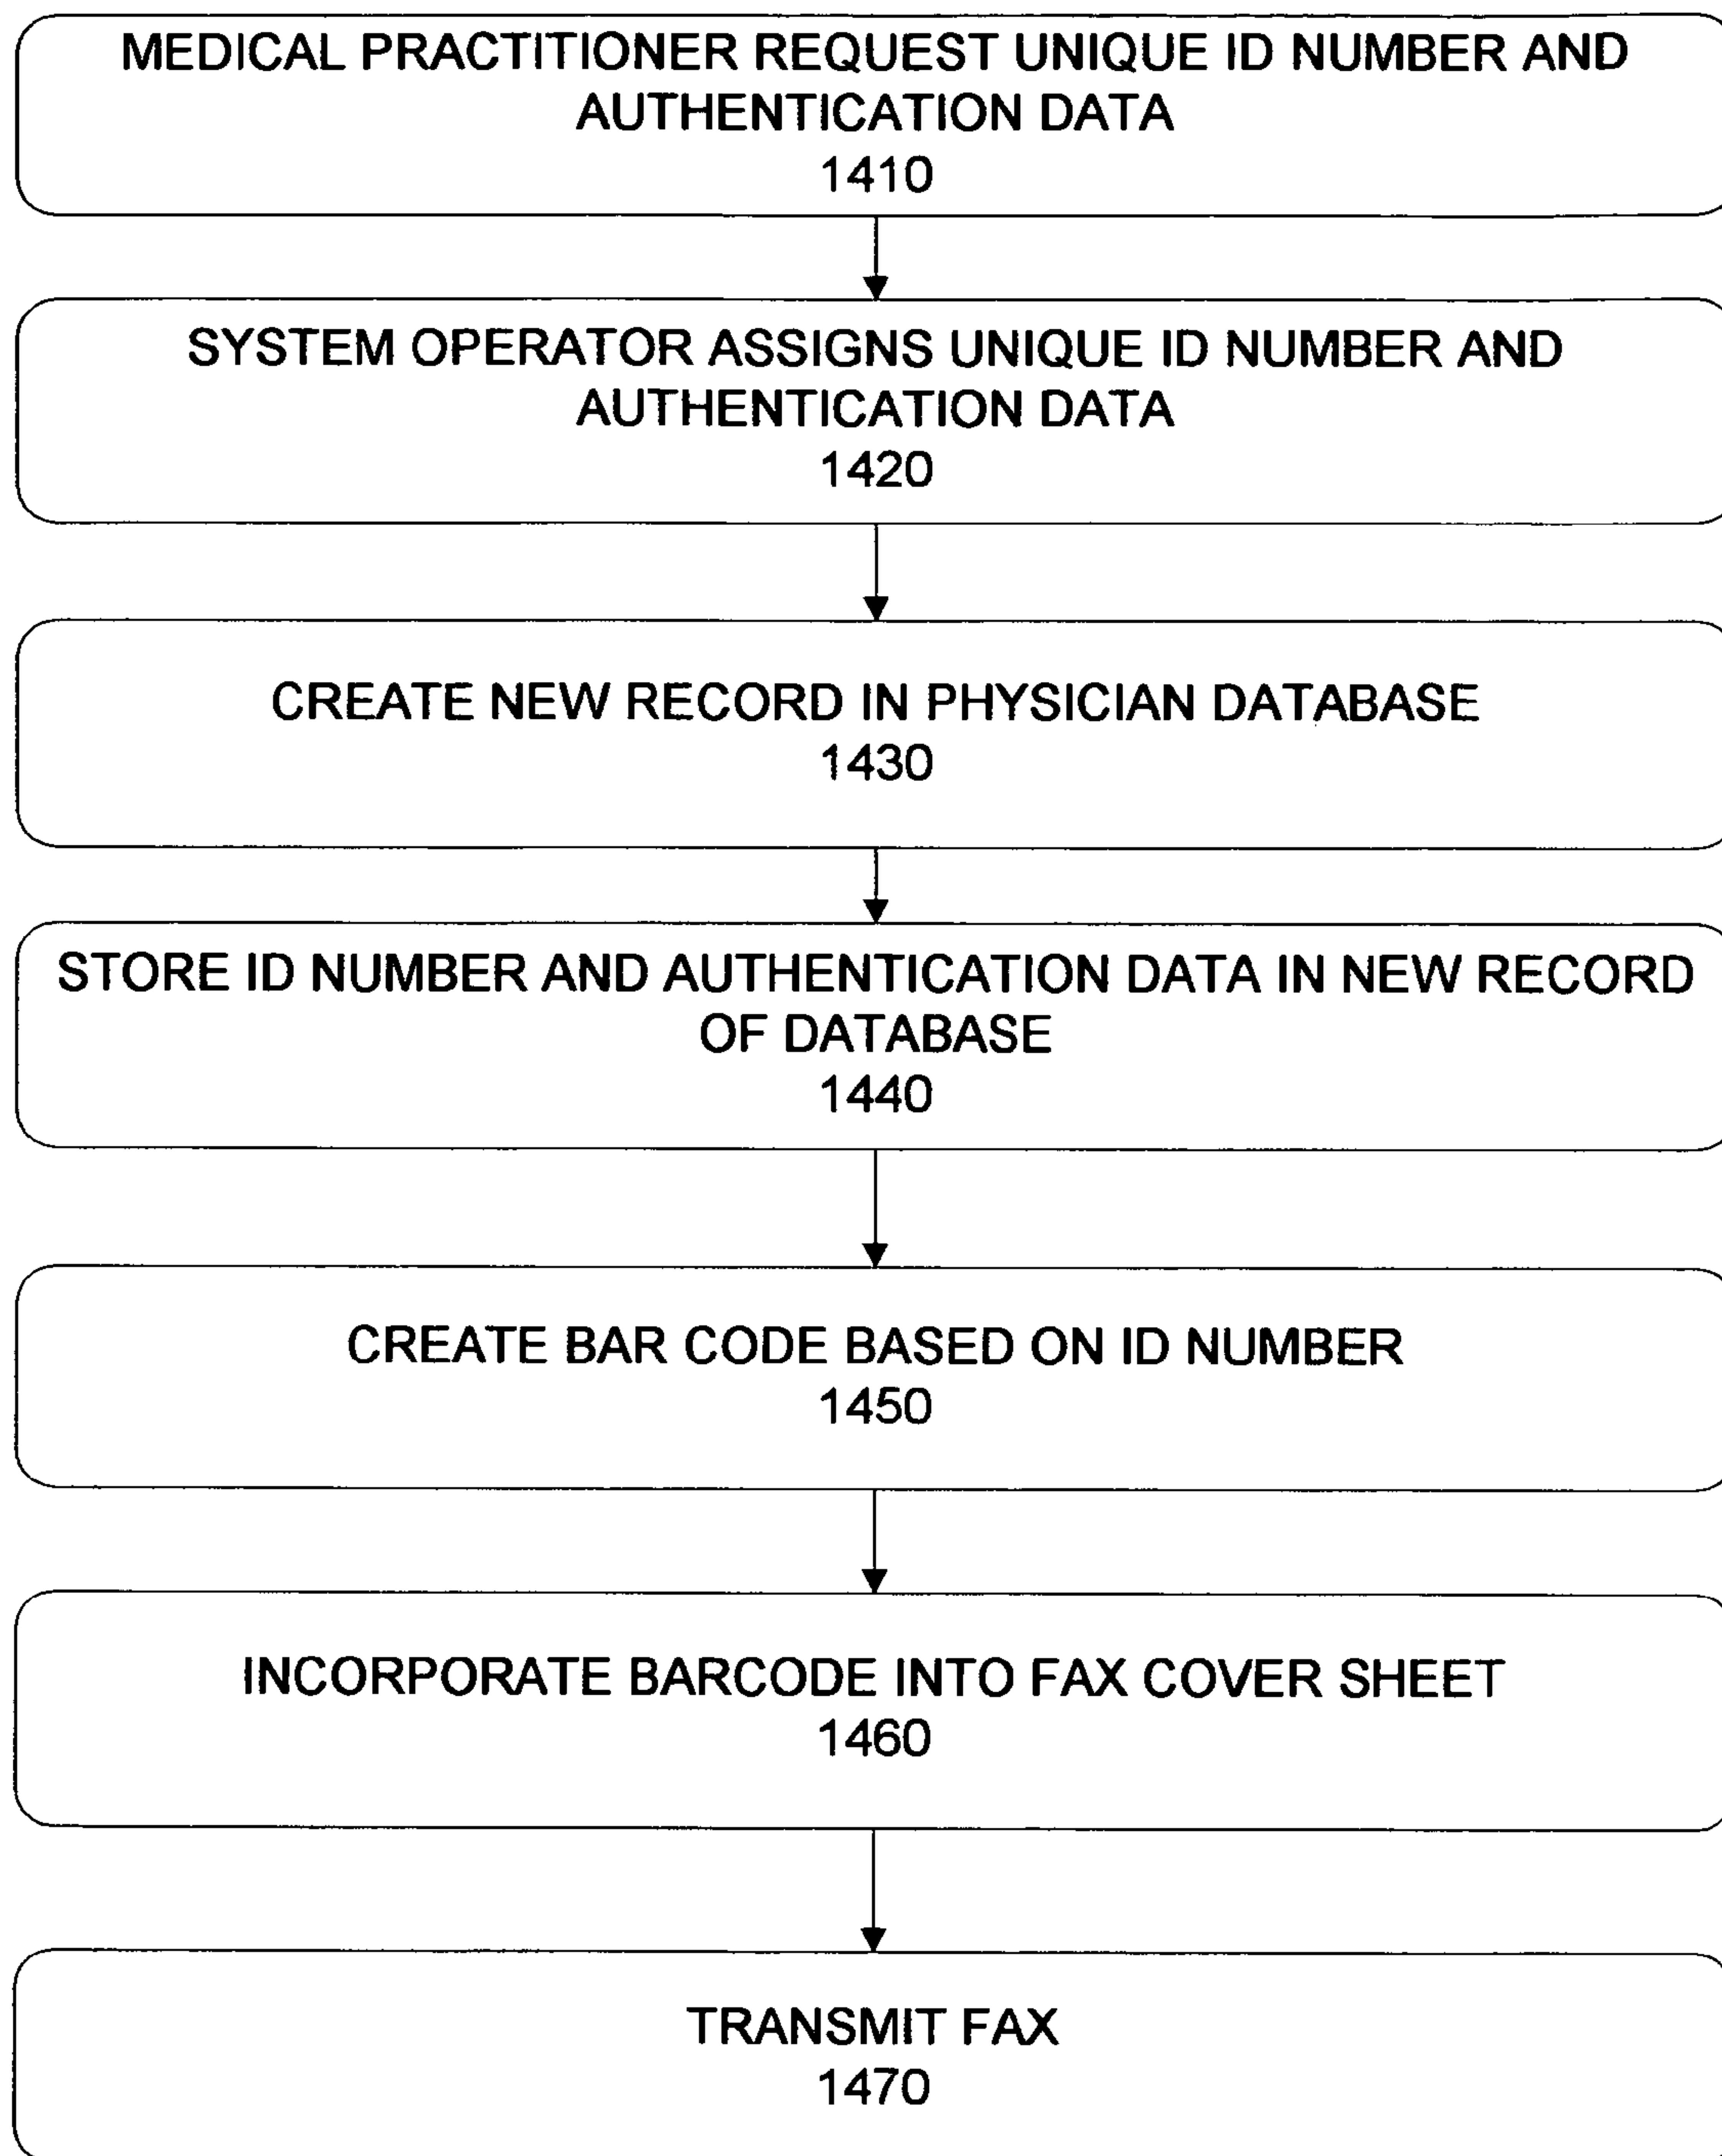 MEDICAL PRACTITIONER REQUEST UNIQUE ID NUMBER AND
AUTHENTICATION DATA
1410
SYSTEM OPERATOR ASSIGNS UNIQUE ID NUMBER AND
AUTHENTICATION DATA
1420
CREATE NEW RECORD IN PHYSICIAN DATABASE
1430
STORE ID NUMBER AND AUTHENTICATION DATA IN NEW RECORD
OF DATABASE
1440
CREATE BAR CODE BASED ON ID NUMBER
1450
INCORPORATE BARCODE INTO FAX COVER SHEET
1460
TRANSMIT FAX
1470